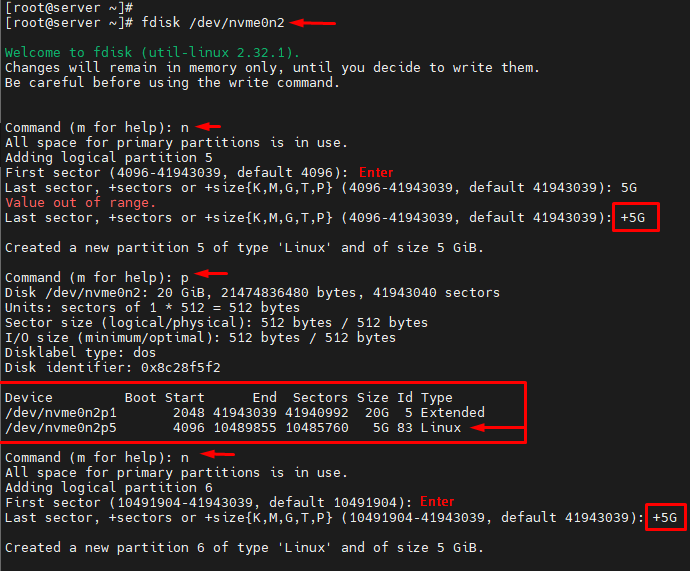 [root@server ~]#
[root@server ~]# fdisk /dev/nvme0n2
Welcome to fdisk (util-linux 2.32.1).
Changes will remain in memory only, until you decide to write them.
Be careful before using the write command.
Command (m for help): n
All space for primary partitions is in use.
Adding logical partition 5
First sector (4096-41943039, default 4096): Enter
Last sector, +sectors or +size{K,M,G,T,P} (4096-41943039, default 41943039): 5G
Value out of range.
Last sector, +sectors or +size{K,M,G,T,P} (4096-41943039, default 41943039): +5G
Created a new partition 5 of type 'Linux' and of size 5 GiB.
Command (m for help): p
Disk /dev/nvme0n2: 20 GiB, 21474836480 bytes, 41943040 sectors
Units: sectors of 1 * 512 = 512 bytes
Sector size (logical/physical): 512 bytes / 512 bytes
I/O size (minimum/optimal): 512 bytes / 512 bytes
Disklabel type: dos
Disk identifier: 0x8c28f5f2
Device Boot Start End Sectors Size Id Type
/dev/nvme0n2p1 2048 41943039 41940992 20G 5 Extended
/dev/nvme0n2p5 4096 10489855 10485760 5G 83 Linux
Command (m for help): n
All space for primary partitions is in use.
Adding logical partition 6
First sector (10491904-41943039, default 10491904): Enter
Last sector, +sectors or +size{K,M,G,T,P} (10491904-41943039, default 41943039): +5G
Created a new partition 6 of type 'Linux' and of size 5 GiB.